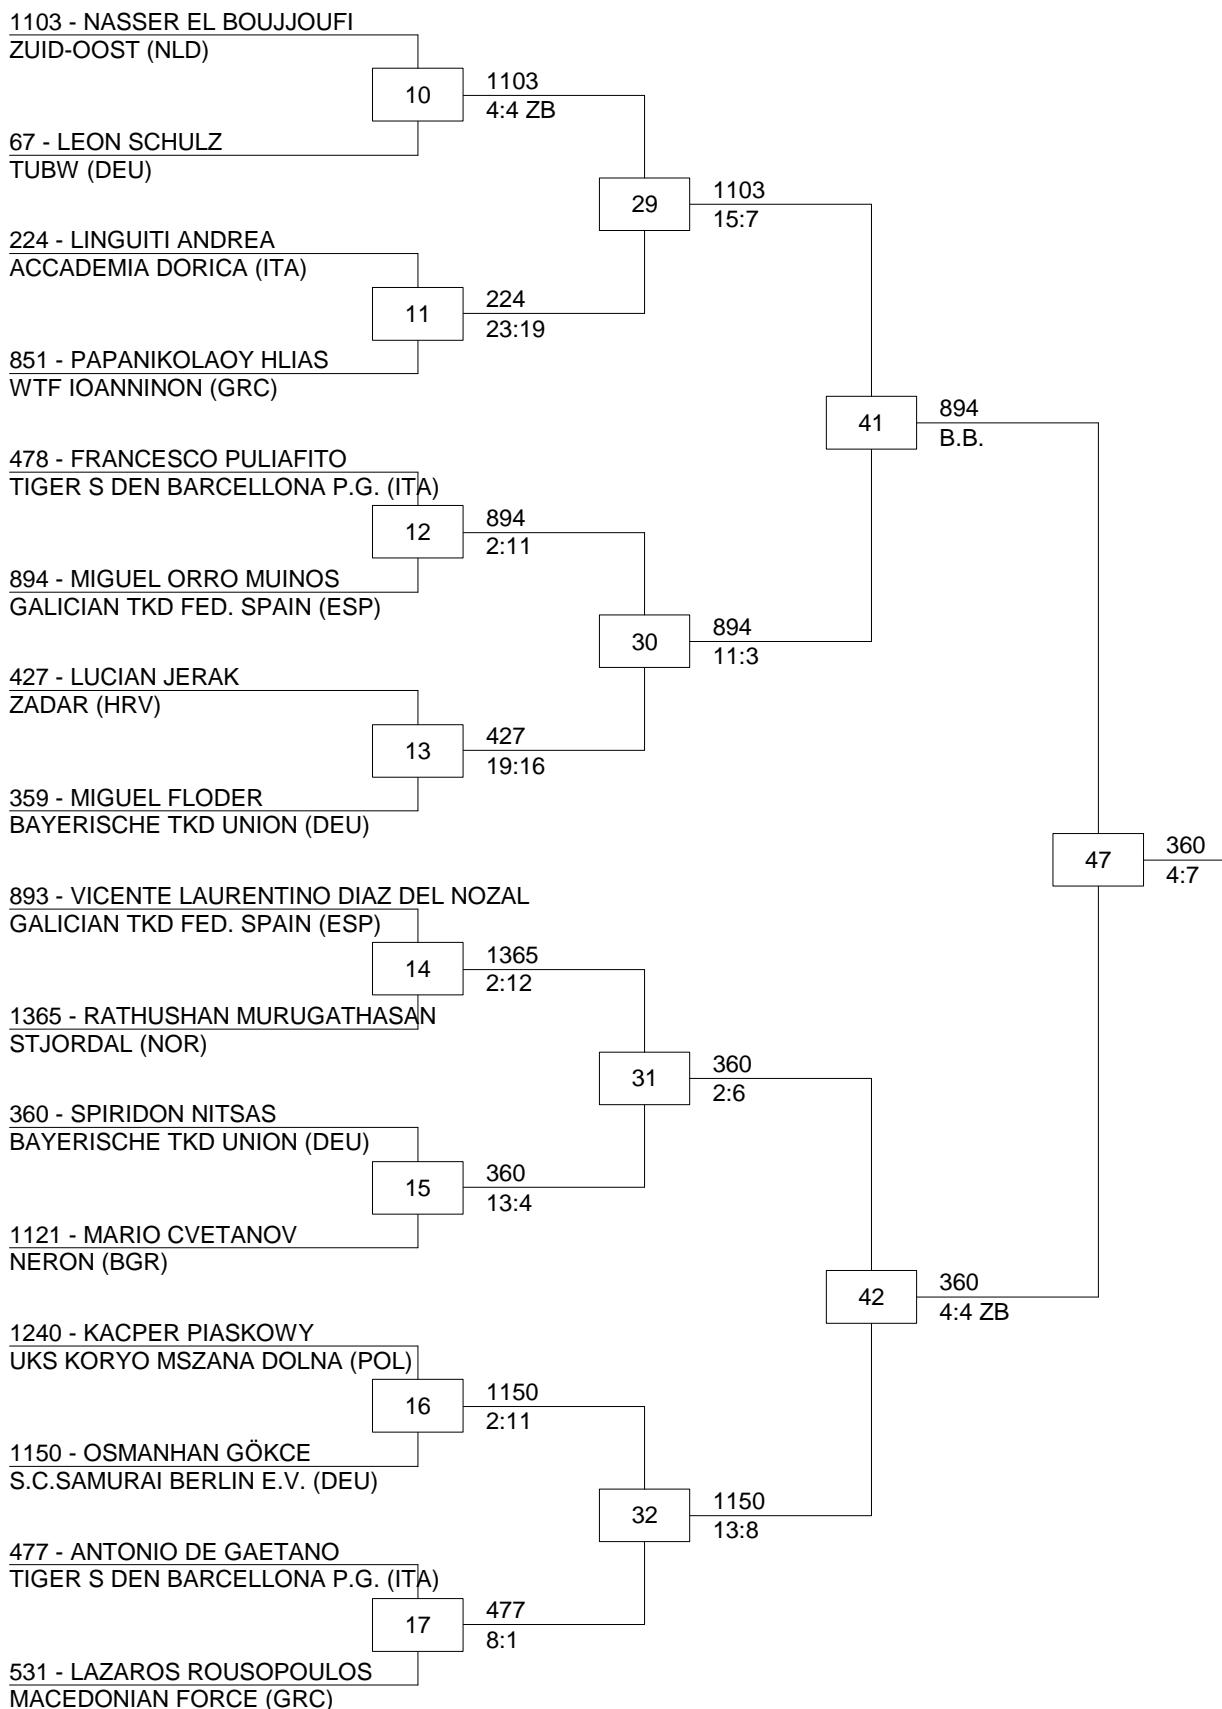 1103 - NASSER EL BOUJJOUFI
ZUID-OOST (NLD)
10
1103
4:4 ZB
67 - LEON SCHULZ
TUBW (DEU)
29
1103
15:7
224 - LINGUITI ANDREA
ACCADEMIA DORICA (ITA)
11
224
23:19
851 - PAPANIKOLAOY HLIAS
WTF IOANNINON (GRC)
41
894
B.B.
478 - FRANCESCO PULIAFITO
TIGER S DEN BARCELLONA P.G. (ITA)
12
894
2:11
894 - MIGUEL ORRO MUINOS
GALICIAN TKD FED. SPAIN (ESP)
30
894
11:3
427 - LUCIAN JERAK
ZADAR (HRV)
13
427
19:16
359 - MIGUEL FLODER
BAYERISCHE TKD UNION (DEU)
47
360
4:7
893 - VICENTE LAURENTINO DIAZ DEL NOZAL
GALICIAN TKD FED. SPAIN (ESP)
14
1365
2:12
1365 - RATHUSHAN MURUGATHASAN
STJORDAL (NOR)
31
360
2:6
360 - SPIRIDON NITSAS
BAYERISCHE TKD UNION (DEU)
15
360
13:4
1121 - MARIO CVETANOV
NERON (BGR)
42
360
4:4 ZB
1240 - KACPER PIASKOWY
UKS KORYO MSZANA DOLNA (POL)
16
1150
2:11
1150 - OSMANHAN GÖKCE
S.C.SAMURAI BERLIN E.V. (DEU)
32
1150
13:8
477 - ANTONIO DE GAETANO
TIGER S DEN BARCELLONA P.G. (ITA)
17
477
8:1
531 - LAZAROS ROUSOPOULOS
MACEDONIAN FORCE (GRC)